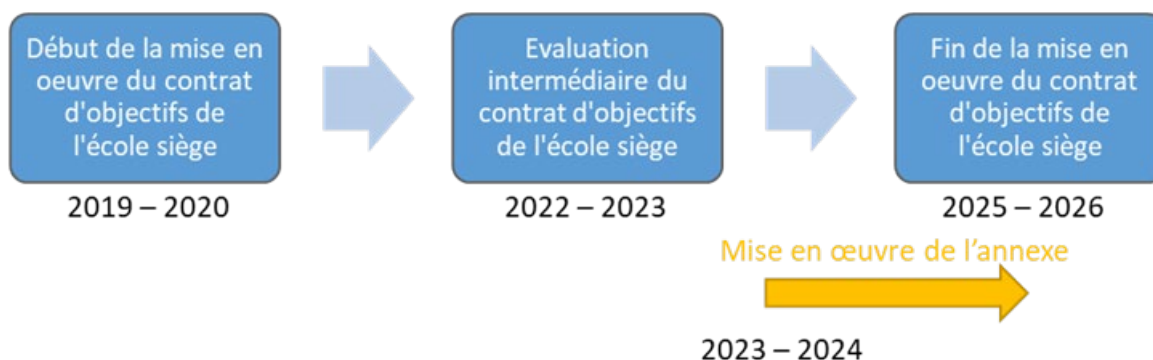 Début de la mise en
oeuvre du contrat
d'objectifs de
l'école siège
2019 – 2020
Evaluation
intermédiaire du
contrat d'objectifs
de l'école siège
2022 – 2023
Fin de la mise en
oeuvre du contrat
d'objectifs de
l'école siège
2025 – 2026
Mise en œuvre de l'annexe
2023 – 2024